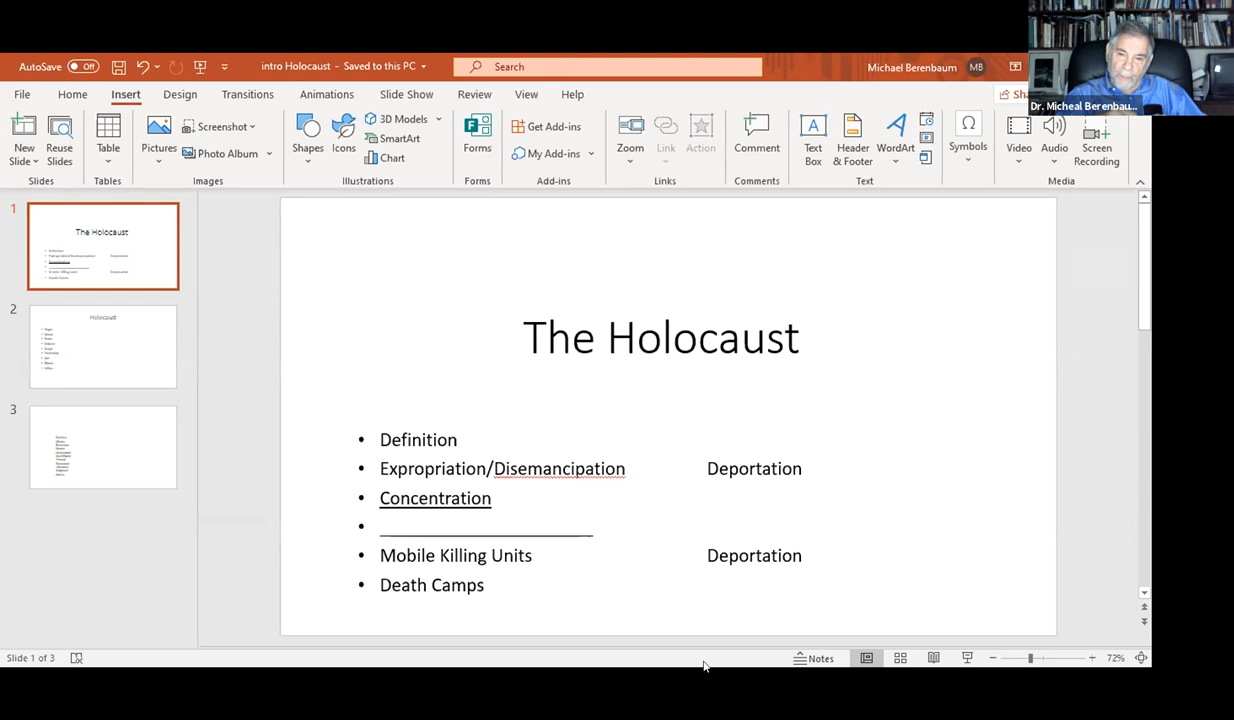 AutoSave Off
intro Holocaust - Saved to this PC
Search
Michael Berenbaum MB
Dr. Micheal Berenbau...
File Home Insert Design Transitions Animations Slide Show Review View Help
Sha
New Slide
Reuse Slides
Table
Pictures
Screenshot
Photo Album
Shapes
Icons
3D Models
SmartArt
Chart
Forms
Get Add-ins
My Add-ins
Zoom
Link
Action
Comment
Text Box
Header & Footer
WordArt
Symbols
Video
Audio
Screen Recording
Slides Tables Images Illustrations Forms Add-ins Links Comments Text Media
1
The Holocaust
2
Holocaust
3
The Holocaust
• Definition
• Expropriation/Disemancipation Deportation
• Concentration
• ______________________
• Mobile Killing Units Deportation
• Death Camps
Slide 1 of 3
Notes
72%